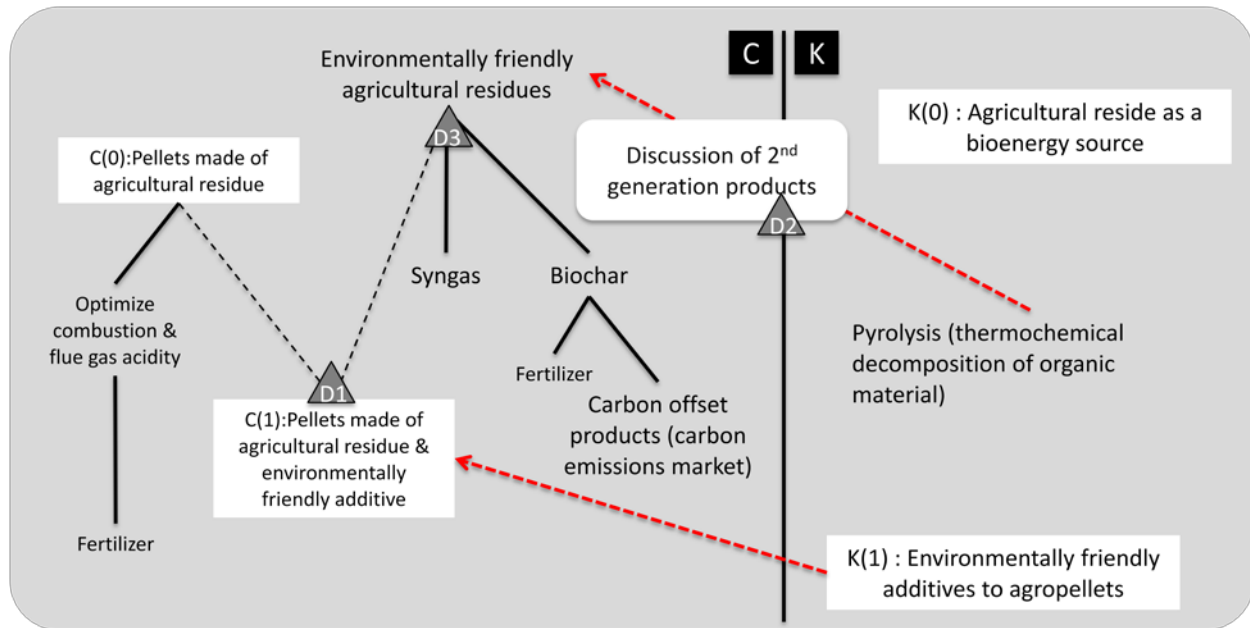 C
K
Environmentally friendly
agricultural residues
K(0) : Agricultural reside as a
bioenergy source
D3
Discussion of 2nd
generation products
C(0):Pellets made of
agricultural residue
D2
Syngas
Biochar
Optimize
combustion &
flue gas acidity
Pyrolysis (thermochemical
decomposition of organic
material)
Fertilizer
D1
Carbon offset
products (carbon
emissions market)
C(1):Pellets made of
agricultural residue &
environmentally
friendly additive
Fertilizer
K(1) : Environmentally friendly
additives to agropellets